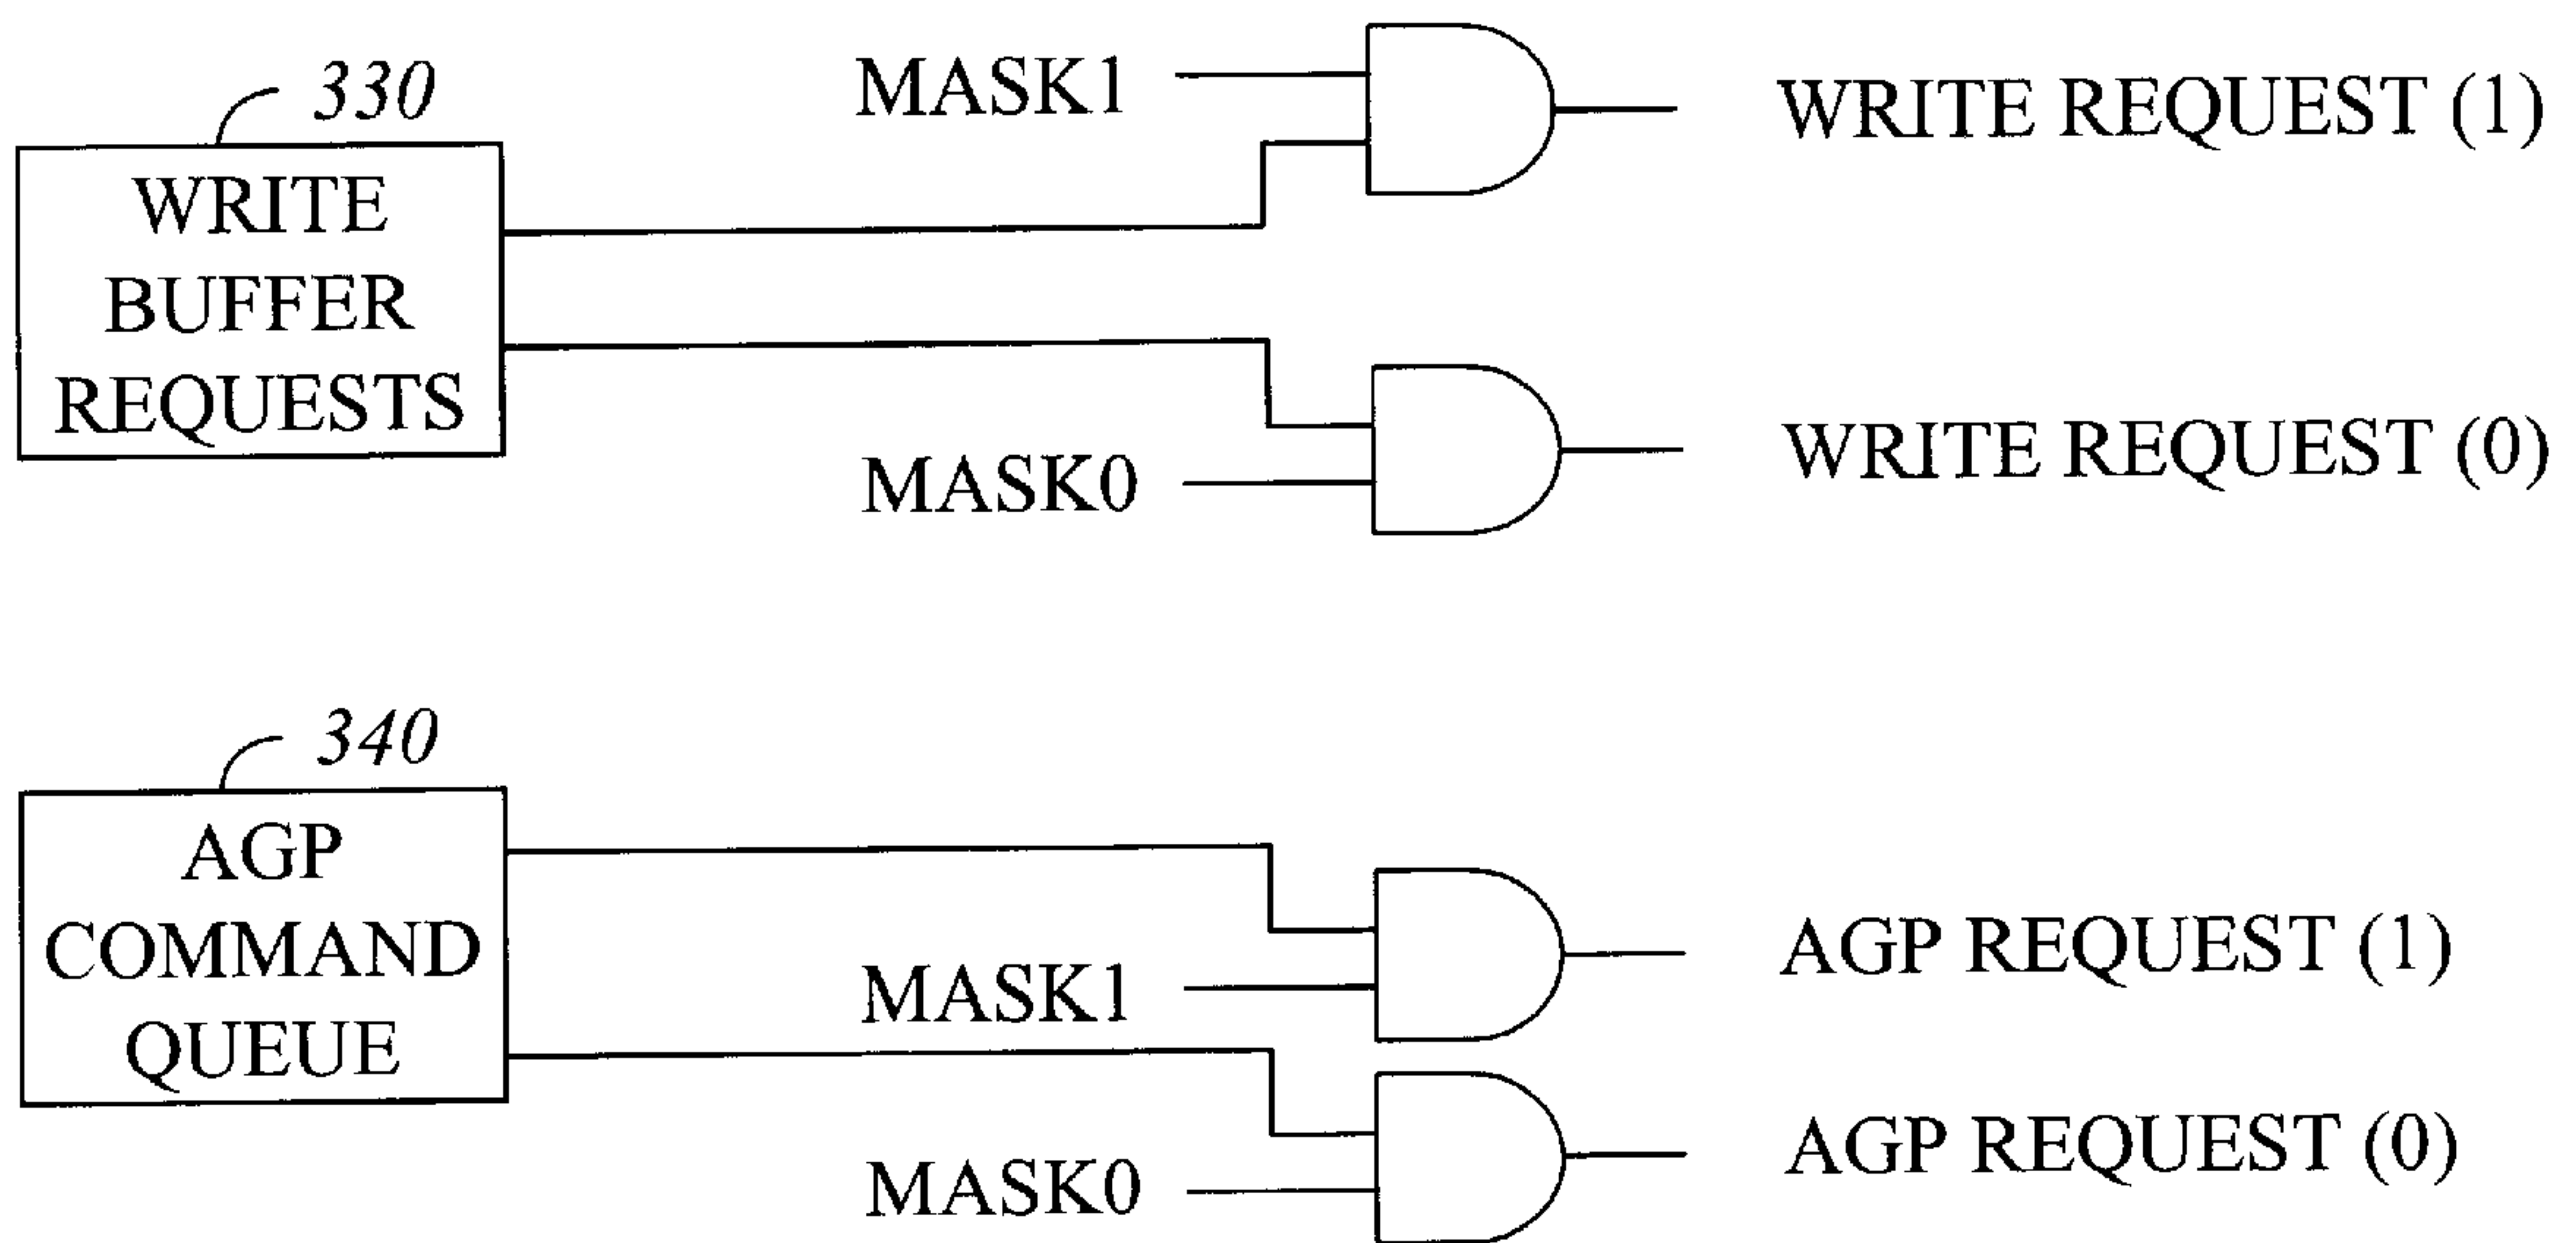 330
WRITE
BUFFER
REQUESTS
MASK1
WRITE REQUEST (1)
MASK0
WRITE REQUEST (0)
340
AGP
COMMAND
QUEUE
MASK1
AGP REQUEST (1)
MASK0
AGP REQUEST (0)